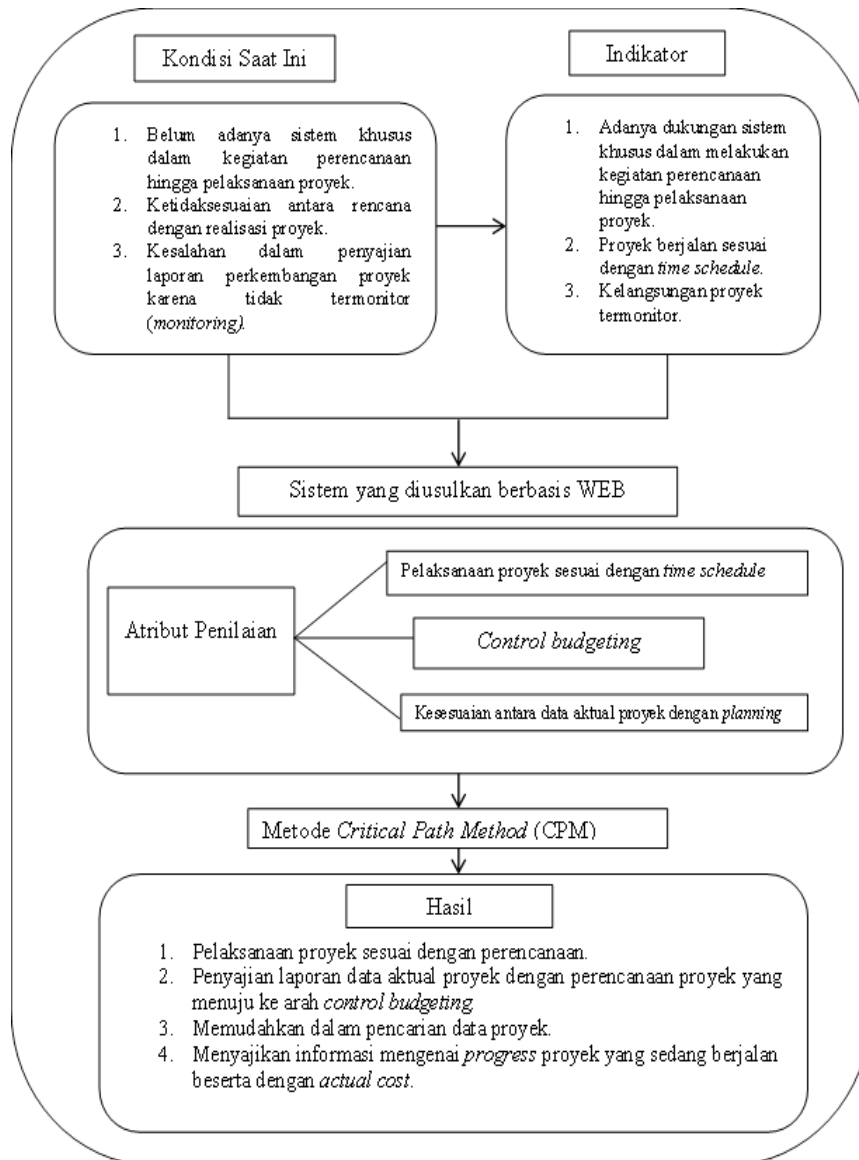 Kondisi Saat Ini
1. Belum adanya sistem khusus
dalam kegiatan perencanaan
hingga pelaksanaan proyek.
2. Ketidaksesuaian antara rencana
dengan realisasi proyek.
3. Kesalahan dalam penyajian
laporan perkembangan proyek
karena tidak termonitor
(monitoring).
Indikator
1. Adanya dukungan sistem
khusus dalam melakukan
kegiatan perencanaan
hingga pelaksanaan
proyek.
2. Proyek berjalan sesuai
dengan time schedule.
3. Kelangsungan proyek
termonitor.
Sistem yang diusulkan berbasis WEB
Atribut Penilaian
Pelaksanaan proyek sesuai dengan time schedule
Control budgeting
Kesesuaian antara data aktual proyek dengan planning
Metode Critical Path Method (CPM)
Hasil
1. Pelaksanaan proyek sesuai dengan perencanaan.
2. Penyajian laporan data aktual proyek dengan perencanaan proyek yang
menuju ke arah control budgeting.
3. Memudahkan dalam pencarian data proyek.
4. Menyajikan informasi mengenai progress proyek yang sedang berjalan
beserta dengan actual cost.